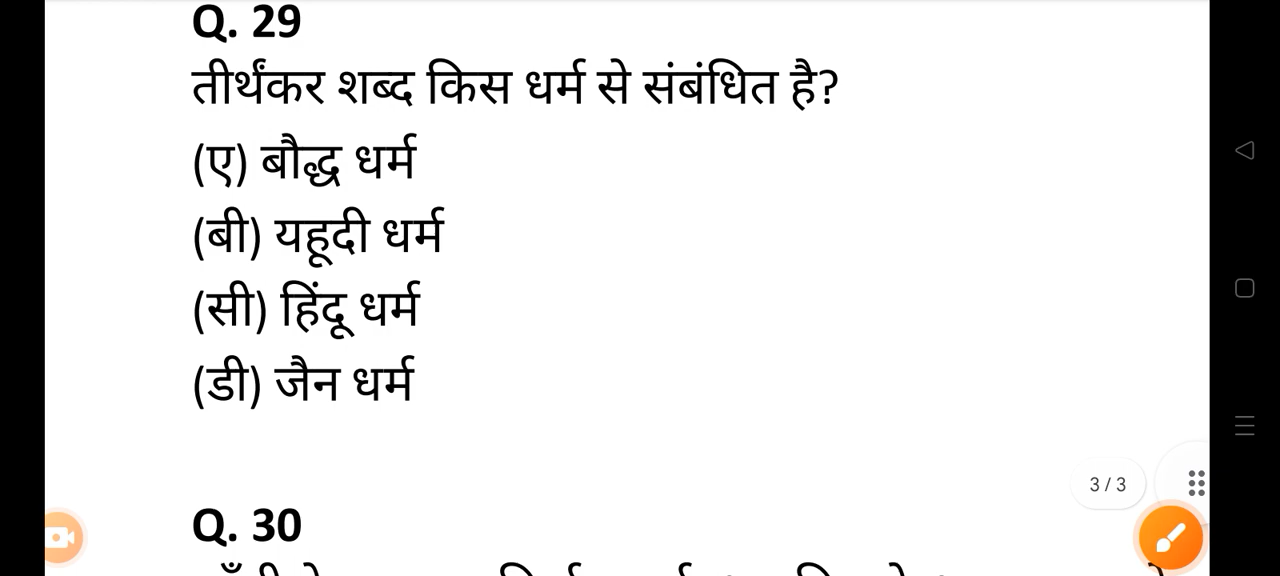 Q. 29
तीर्थंकर शब्द किस धर्म से संबंधित है?
(ए) बौद्ध धर्म
(बी) यहूदी धर्म
(सी) हिंदू धर्म
(डी) जैन धर्म
3 / 3
Q. 30